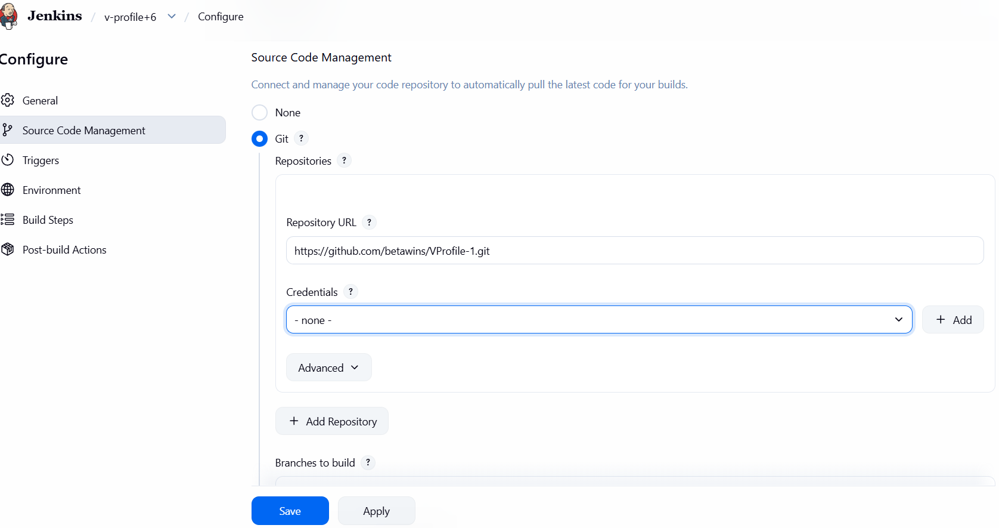 Jenkins / v-profile+6 / Configure
Configure
General
Source Code Management
Triggers
Environment
Build Steps
Post-build Actions
Source Code Management
Connect and manage your code repository to automatically pull the latest code for your builds.
None
Git ?
Repositories ?
Repository URL ?
https://github.com/betawins/VProfile-1.git
Credentials ?
- none -
+ Add
Advanced
+ Add Repository
Branches to build ?
Save
Apply